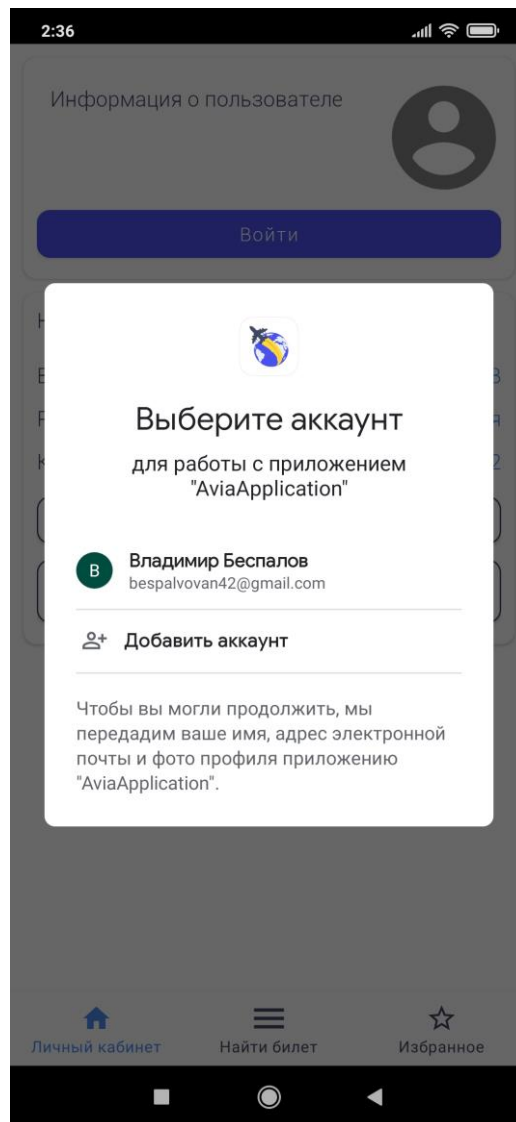 2:36
Информация о пользователе
Войти
Выберите аккаунт
для работы с приложением
"AviaApplication"
В
Владимир Беспалов
bespalvovan42@gmail.com
Добавить аккаунт
Чтобы вы могли продолжить, мы
передадим ваше имя, адрес электронной
почты и фото профиля приложению
"AviaApplication".
Личный кабинет
Найти билет
Избранное